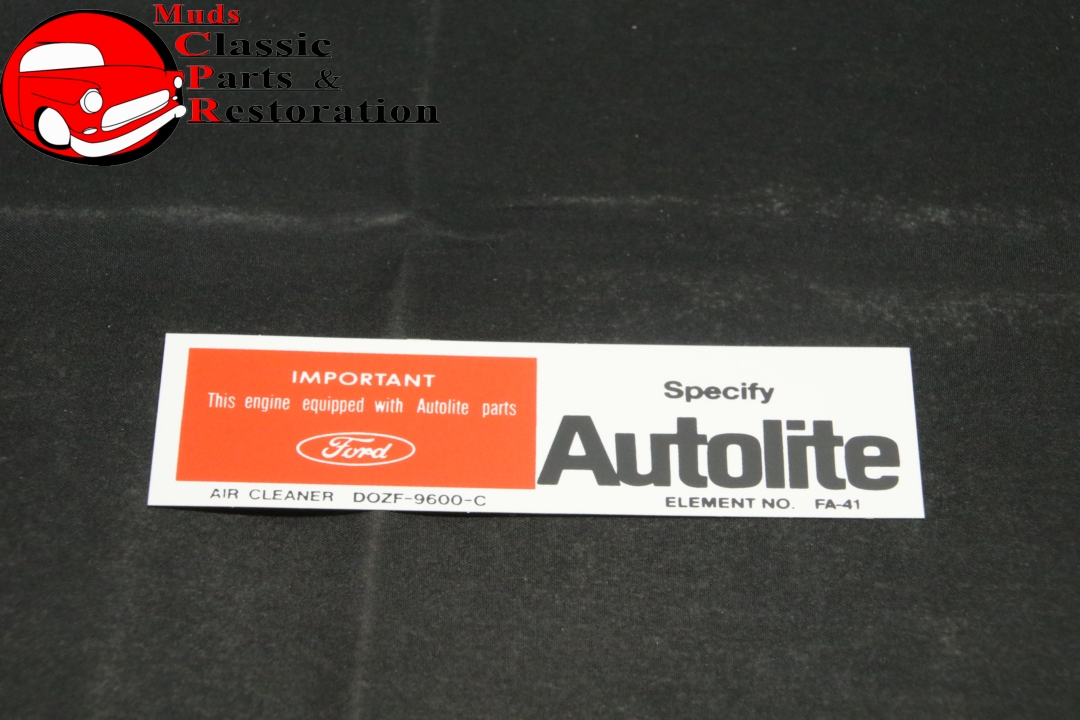 Muds
Classic
Parts &
Restoration
IMPORTANT
This engine equipped with Autolite parts
Ford
AIR CLEANER DOZF-9600-C
Specify
Autolite
ELEMENT NO. FA-41